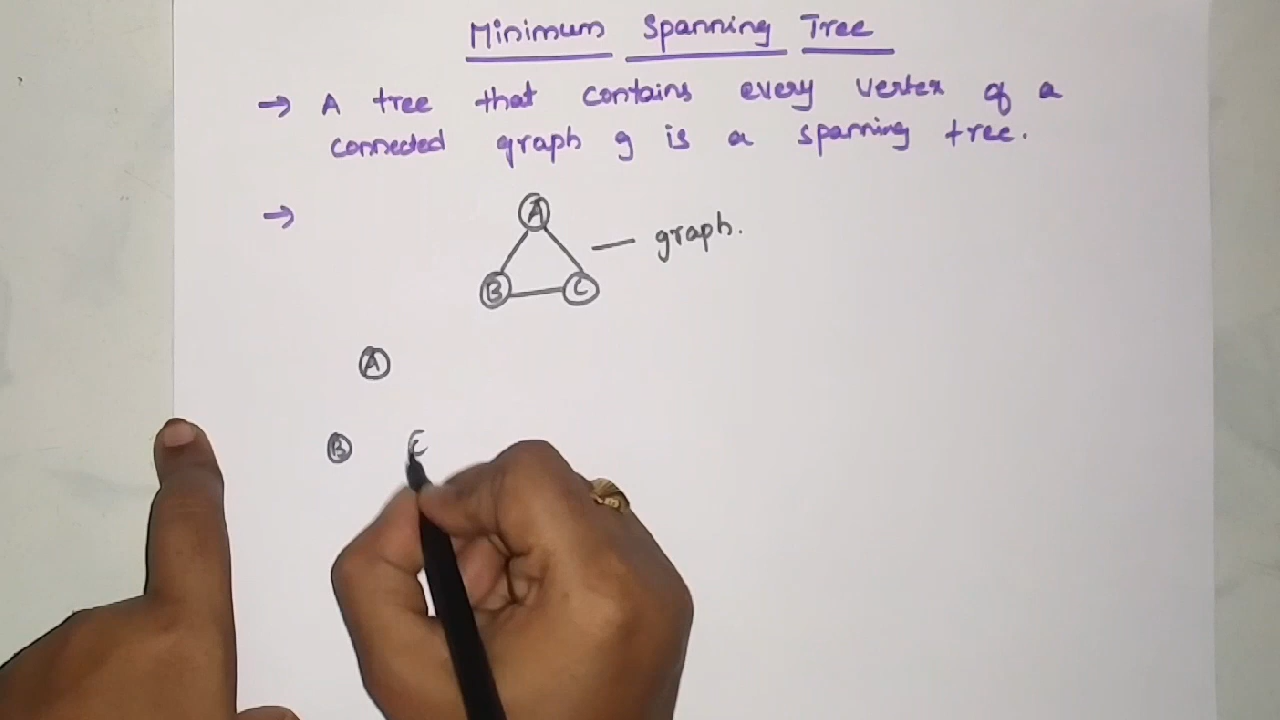 Minimum Spanning Tree
→ A tree that contains every vertex of a
connected graph g is a spanning tree.
→
A
B C
— graph.
A
B C